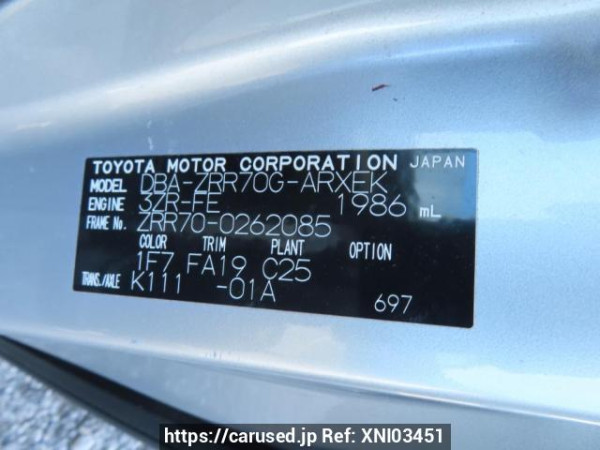 TOYOTA MOTOR CORPORATION JAPAN
MODEL DBA-ZRR70G-ARXEK
ENGINE 3ZR-FE 1986 mL
FRAME No. ZRR70-0262085
COLOR TRIM PLANT OPTION
1F7 FA19 C25
TRANS./AXLE K111 -01A
697
https://carused.jp Ref: XNI03451